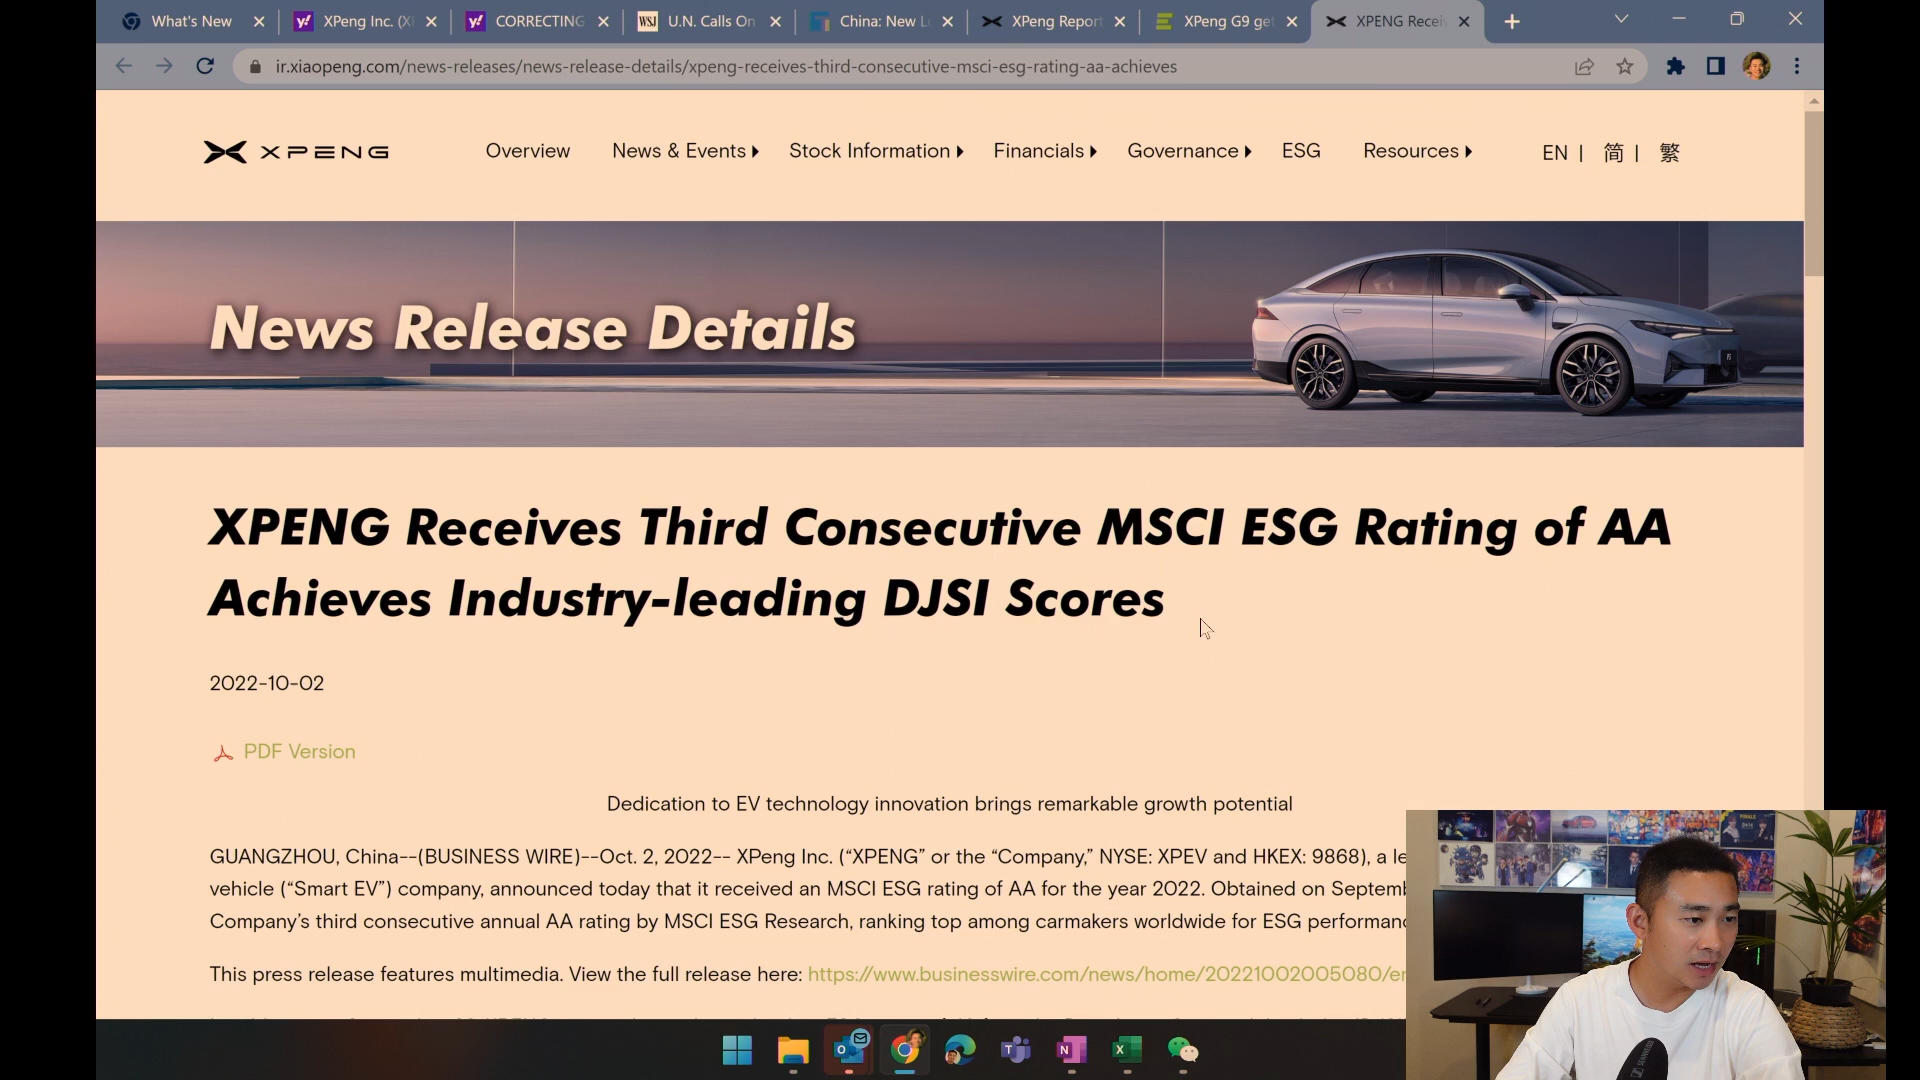 What's New
XPeng Inc. (X
CORRECTING
U.N. Calls On
China: New L
XPeng Report
XPeng G9 get
XPENG Recei
ir.xiaopeng.com/news-releases/news-release-details/xpeng-receives-third-consecutive-msci-esg-rating-aa-achieves
XPENG
Overview
News & Events
Stock Information
Financials
Governance
ESG
Resources
EN | 简 | 繁
News Release Details
XPENG Receives Third Consecutive MSCI ESG Rating of AA
Achieves Industry-leading DJSI Scores
2022-10-02
PDF Version
Dedication to EV technology innovation brings remarkable growth potential
GUANGZHOU, China--(BUSINESS WIRE)--Oct. 2, 2022-- XPeng Inc. (“XPENG” or the “Company,” NYSE: XPEV and HKEX: 9868), a le
vehicle (“Smart EV”) company, announced today that it received an MSCI ESG rating of AA for the year 2022. Obtained on Septemb
Company’s third consecutive annual AA rating by MSCI ESG Research, ranking top among carmakers worldwide for ESG performanc
This press release features multimedia. View the full release here: https://www.businesswire.com/news/home/20221002005080/er